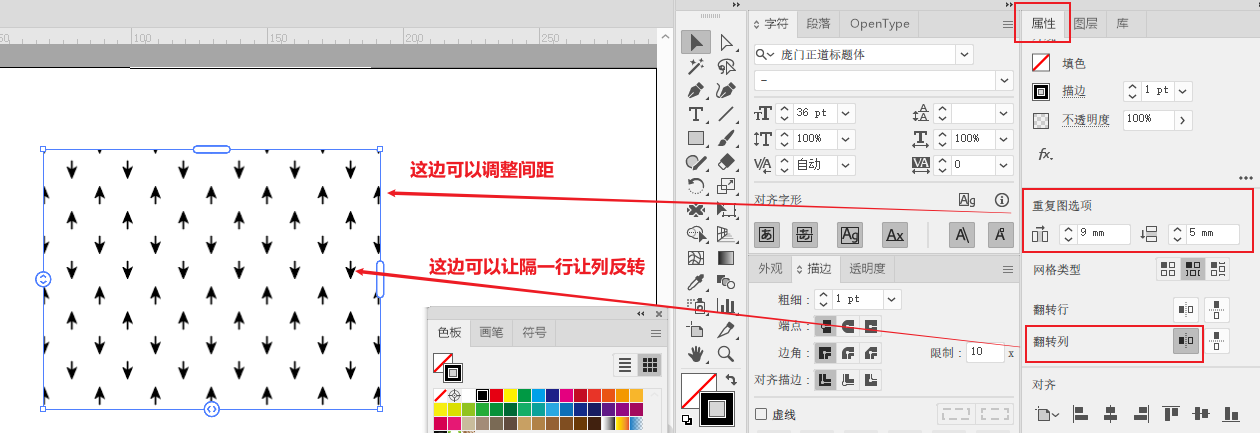 50
100
150
200
250
这边可以调整间距
这边可以让隔一行让列反转
色板 画笔 符号
字符 段落 OpenType
庞门正道标题体
-
36 pt
100% 100%
自动 0
对齐字形
外观 描边 透明度
粗细： 1 pt
端点：
边角： 限制： 10 x
对齐描边：
虚线
属性 图层 库
填色
描边 1 pt
不透明度 100%
fx.
重复图选项
9 mm 5 mm
网格类型
翻转行
翻转列
对齐